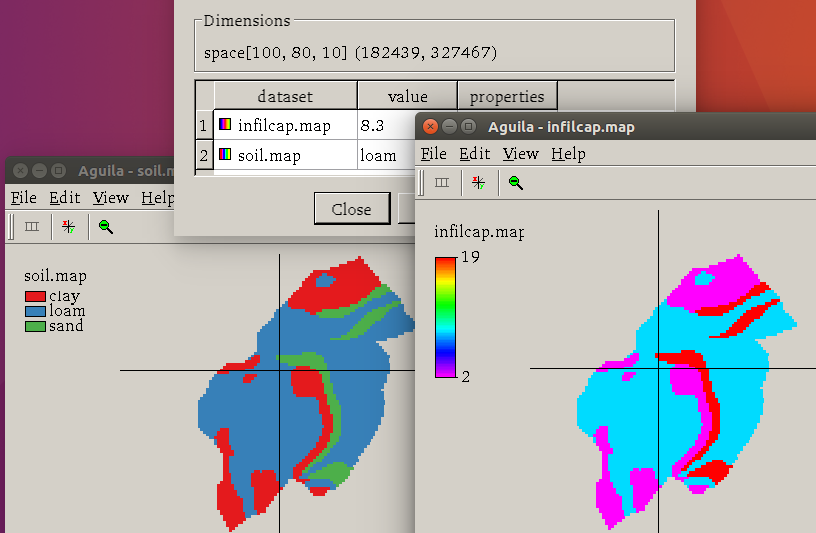 Dimensions
space[100, 80, 10] (182439, 327467)
dataset value properties
1 infilcap.map 8.3
2 soil.map loam
Close
Aguila - soil.m
File Edit View Help
soil.map
clay
loam
sand
Aguila - infilcap.map
File Edit View Help
infilcap.map
19
2